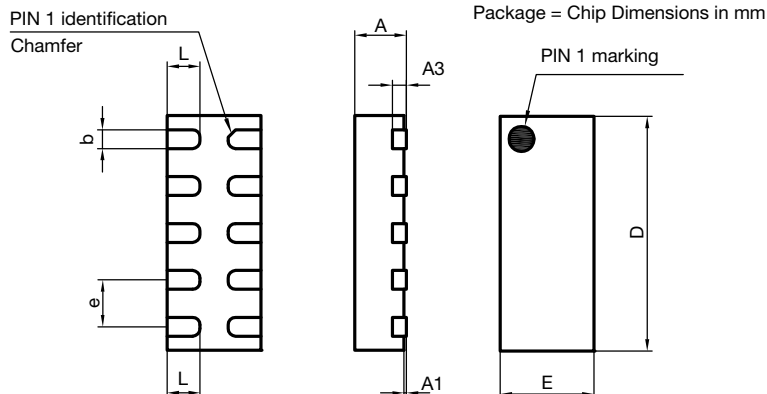 Package = Chip Dimensions in mm
PIN 1 identification
Chamfer
L
A
A3
PIN 1 marking
b
e
D
L
A1
E